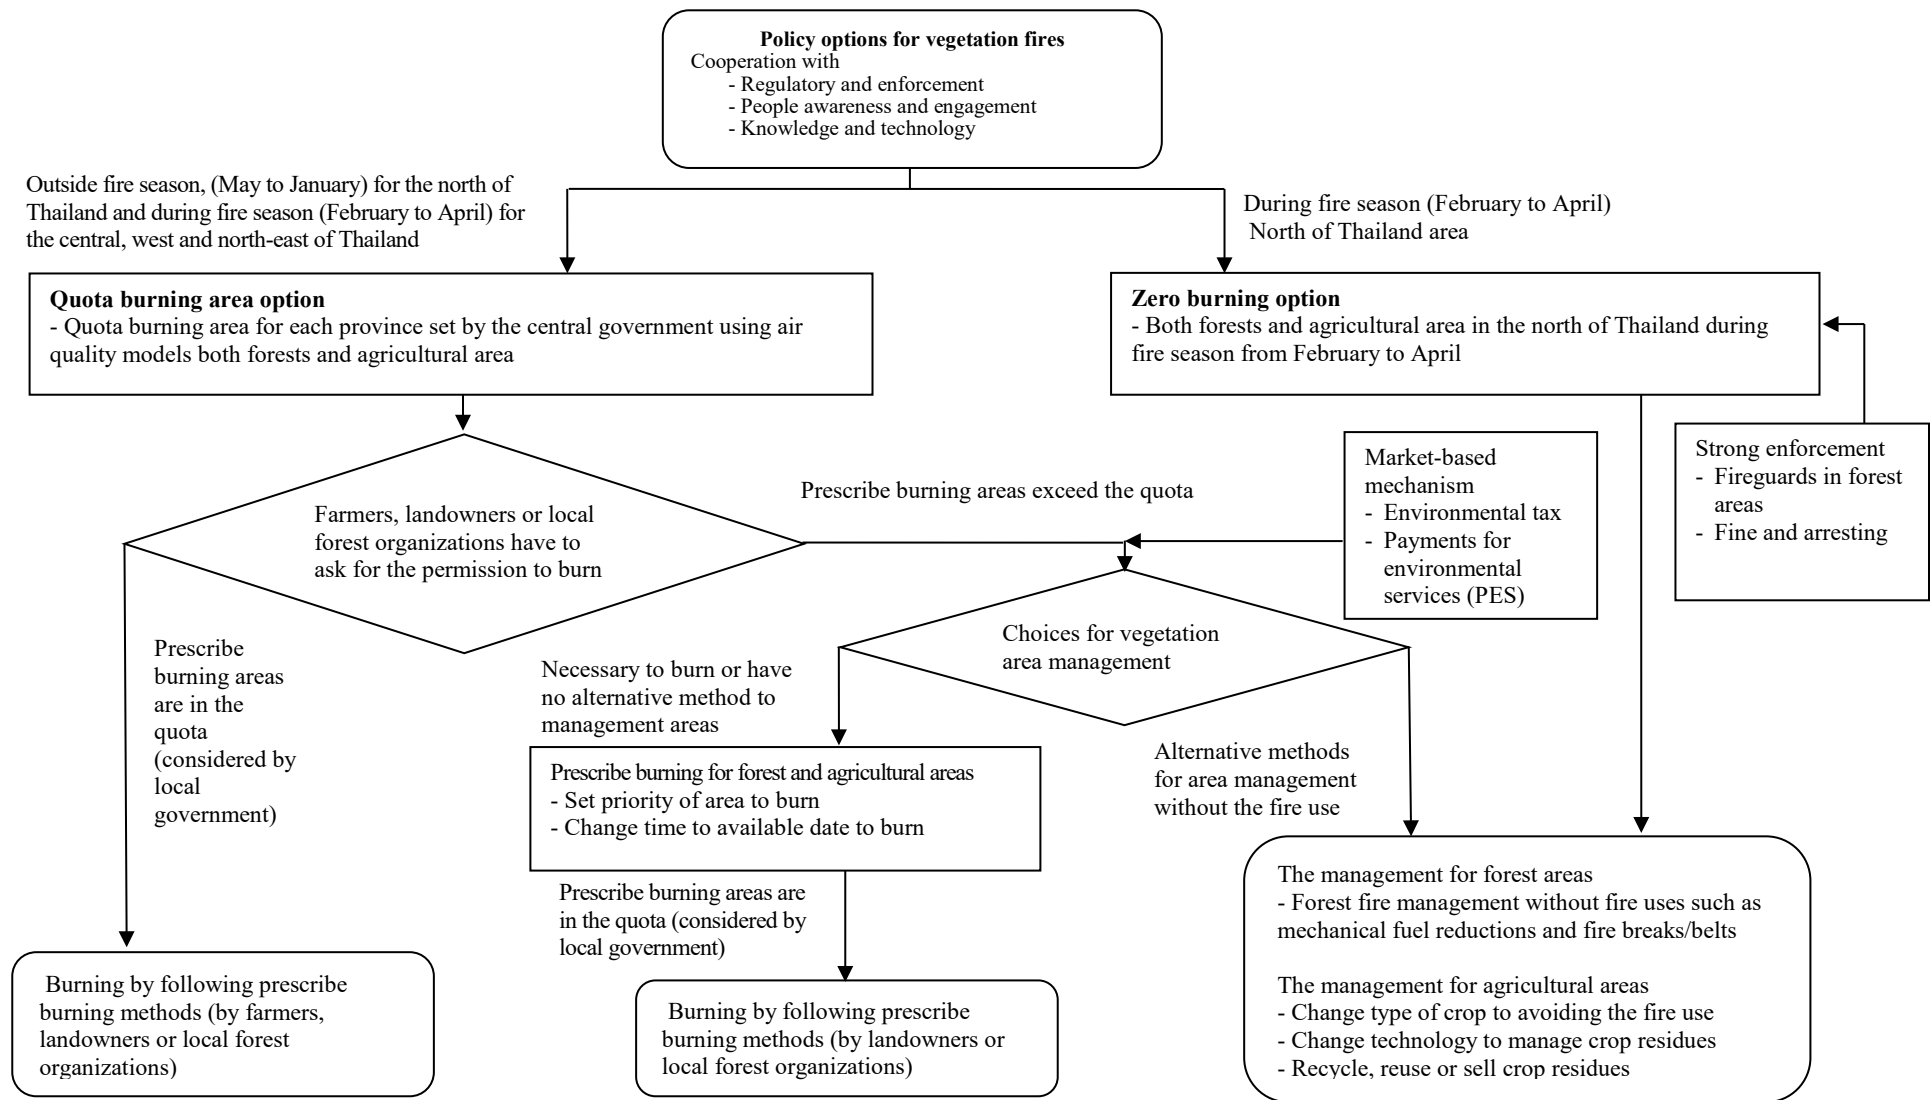 Policy options for vegetation fires
Cooperation with
- Regulatory and enforcement
- People awareness and engagement
- Knowledge and technology
Outside fire season, (May to January) for the north of
Thailand and during fire season (February to April) for
the central, west and north-east of Thailand
During fire season (February to April)
North of Thailand area
Quota burning area option
- Quota burning area for each province set by the central government using air
quality models both forests and agricultural area
Zero burning option
- Both forests and agricultural area in the north of Thailand during
fire season from February to April
Farmers, landowners or local
forest organizations have to
ask for the permission to burn
Prescribe burning areas exceed the quota
Market-based
mechanism
- Environmental tax
- Payments for
environmental
services (PES)
Strong enforcement
- Fireguards in forest
areas
- Fine and arresting
Choices for vegetation
area management
Prescribe
burning areas
are in the
quota
(considered by
local
government)
Necessary to burn or have
no alternative method to
management areas
Alternative methods
for area management
without the fire use
Prescribe burning for forest and agricultural areas
- Set priority of area to burn
- Change time to available date to burn
Prescribe burning areas are
in the quota (considered by
local government)
Burning by following prescribe
burning methods (by farmers,
landowners or local forest
organizations)
Burning by following prescribe
burning methods (by landowners or
local forest organizations)
The management for forest areas
- Forest fire management without fire uses such as
mechanical fuel reductions and fire breaks/belts
The management for agricultural areas
- Change type of crop to avoiding the fire use
- Change technology to manage crop residues
- Recycle, reuse or sell crop residues